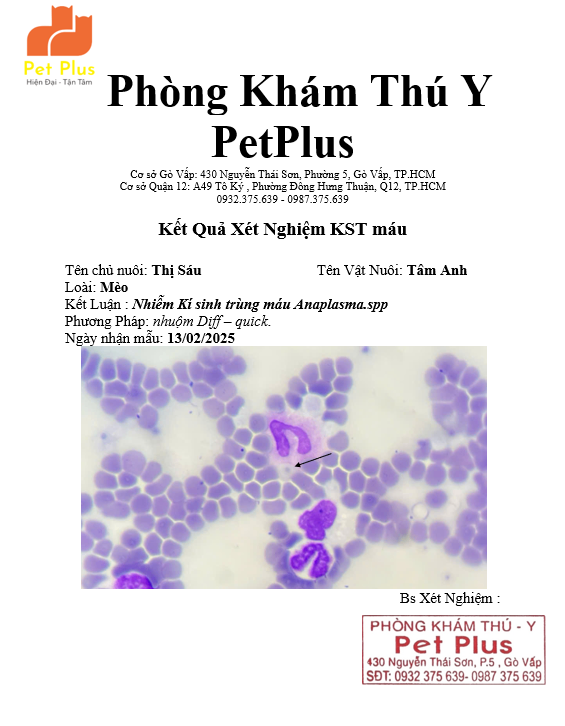 Pet Plus
Hiện Đại - Tận Tâm
Phòng Khám Thú Y
PetPlus
Cơ sở Gò Vấp: 430 Nguyễn Thái Sơn, Phường 5, Gò Vấp, TP.HCM
Cơ sở Quận 12: A49 Tô Ký , Phường Đông Hưng Thuận, Q12, TP.HCM
0932.375.639 - 0987.375.639
Kết Quả Xét Nghiệm KST máu
Tên chủ nuôi: Thị Sáu Tên Vật Nuôi: Tâm Anh
Loài: Mèo
Kết Luận : Nhiễm Kí sinh trùng máu Anaplasma.spp
Phương Pháp: nhuộm Diff – quick.
Ngày nhận mẫu: 13/02/2025
Bs Xét Nghiệm :
PHÒNG KHÁM THÚ - Y
Pet Plus
430 Nguyễn Thái Sơn, P.5 , Gò Vấp
SĐT: 0932 375 639- 0987 375 639